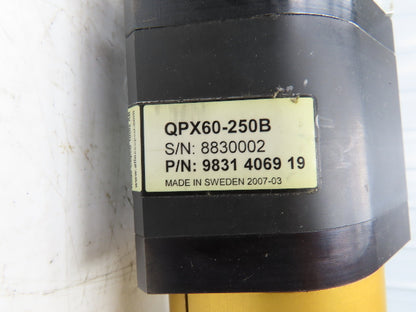 QPX60-250B
S/N: 8830002
P/N: 9831 4069 19
MADE IN SWEDEN 2007-03